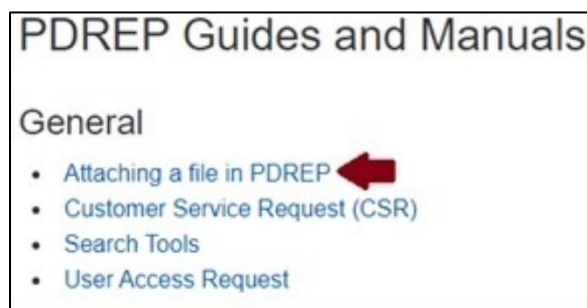 PDREP Guides and Manuals
General
• Attaching a file in PDREP
• Customer Service Request (CSR)
• Search Tools
• User Access Request